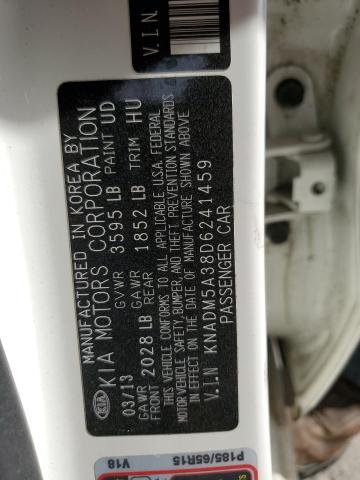 V.I.N
MANUFACTURED IN KOREA BY
KIA MOTORS CORPORATION
KIA
03/13 GVWR 3595 LB PAINT UD
GAWR FRONT 2028 LB GAWR REAR 1852 LB TRIM HU
THIS VEHICLE CONFORMS TO ALL APPLICABLE U.S.A. FEDERAL
MOTOR VEHICLE SAFETY, BUMPER, AND THEFT PREVENTION STANDARDS
IN EFFECT ON THE DATE OF MANUFACTURE SHOWN ABOVE
V.I.N KNADM5A38D6241459
PASSENGER CAR
P185/65R15
V18